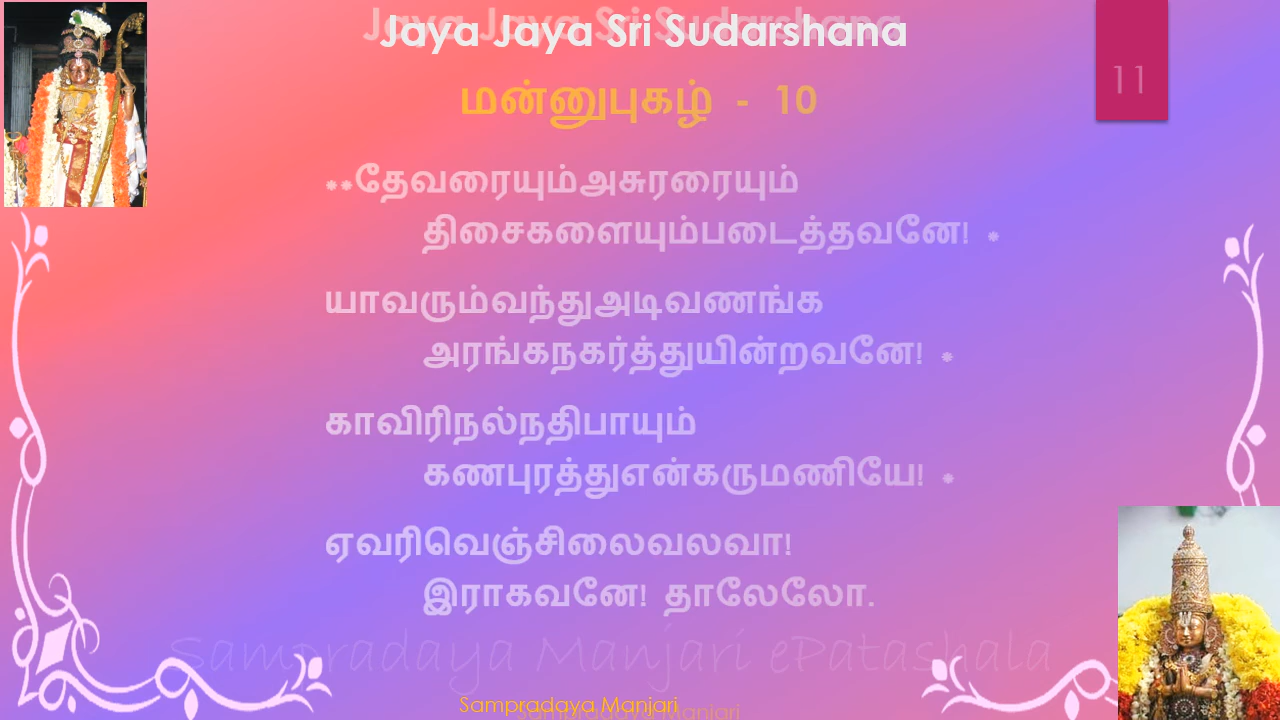 Jaya Jaya Sri Sudarshana
11
மன்னுபுகழ் - 10
**தேவரையும்அசுரரையும்
திசைகளையும்படைத்தவனே! *
யாவரும்வந்துஅடிவணங்க
அரங்கநகர்த்துயின்றவனே! *
காவிரிநல்நதிபாயும்
கணபுரத்துஎன்கருமணியே! *
ஏவரிவெஞ்சிலைவலவா!
இராகவனே! தாலேலோ.
Sampradaya Manjari ePatashala
Sampradaya Manjari